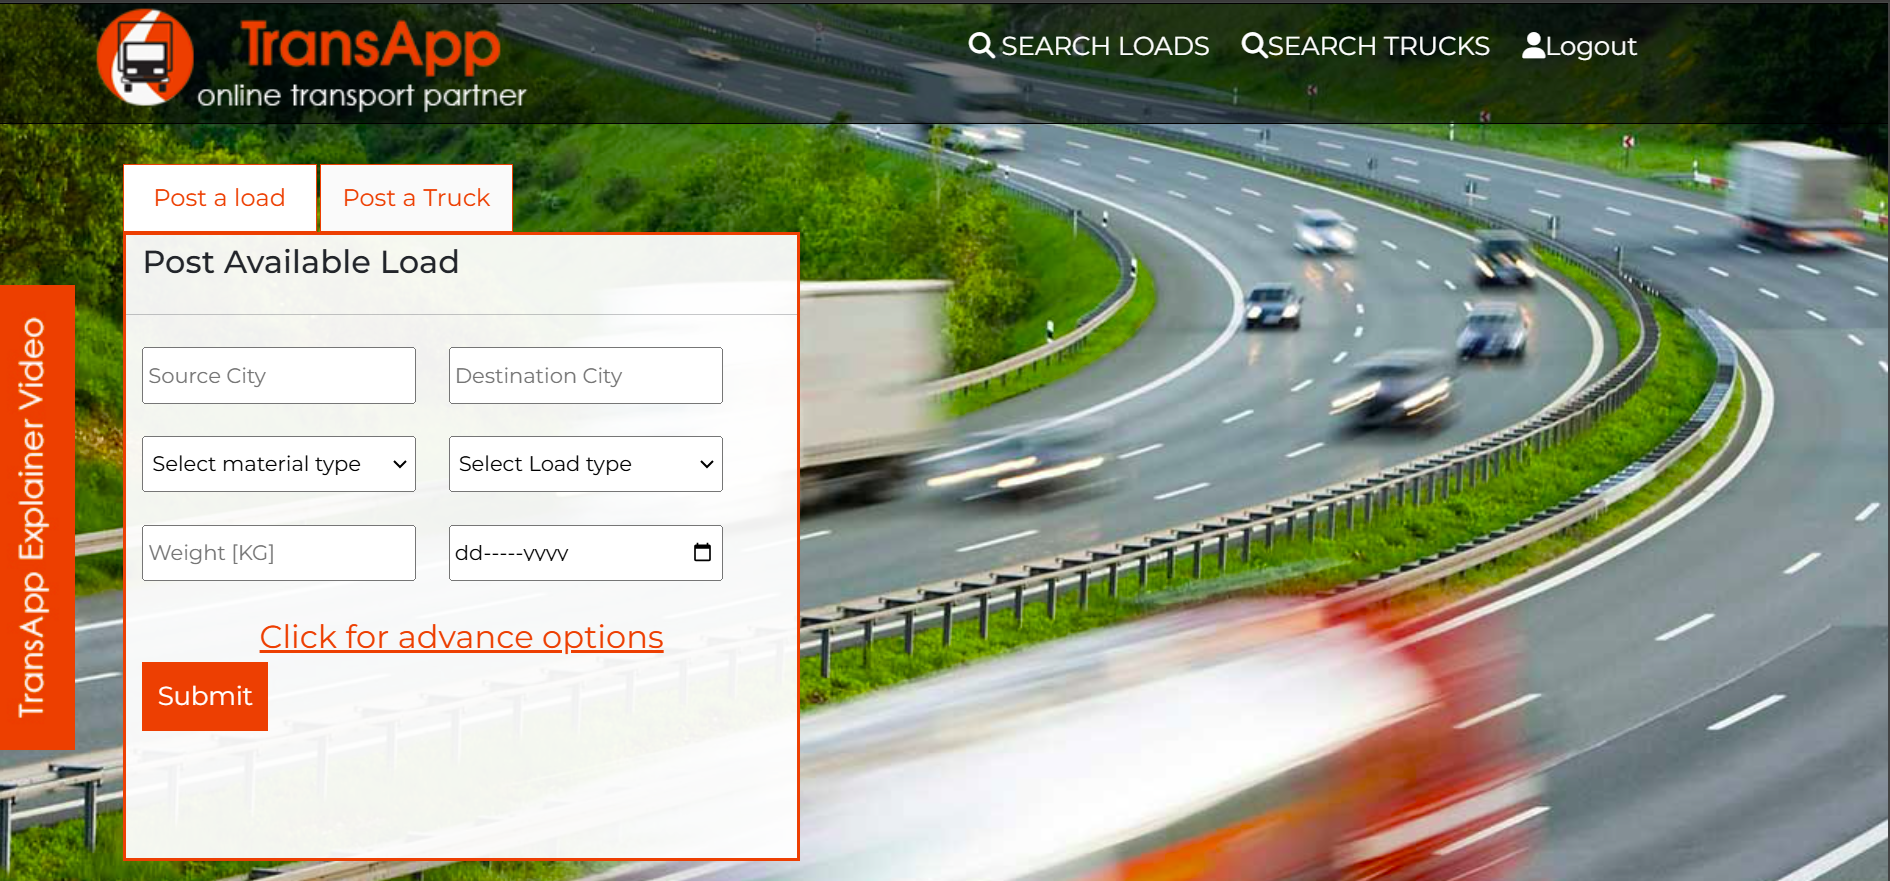 TransApp
online transport partner
SEARCH LOADS
SEARCH TRUCKS
Logout
Post a load
Post a Truck
Post Available Load
Source City
Destination City
Select material type
Select Load type
Weight [KG]
dd-----yyyy
Click for advance options
Submit
TransApp Explainer Video